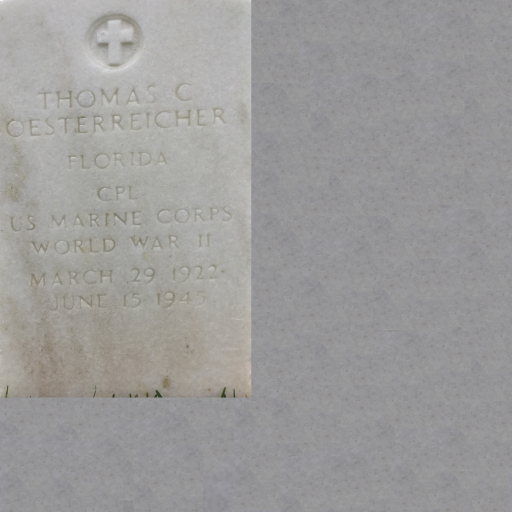 THOMAS C
OESTERREICHER
FLORIDA
CPL
US MARINE CORPS
WORLD WAR II
MARCH 29 1922
JUNE 15 1945